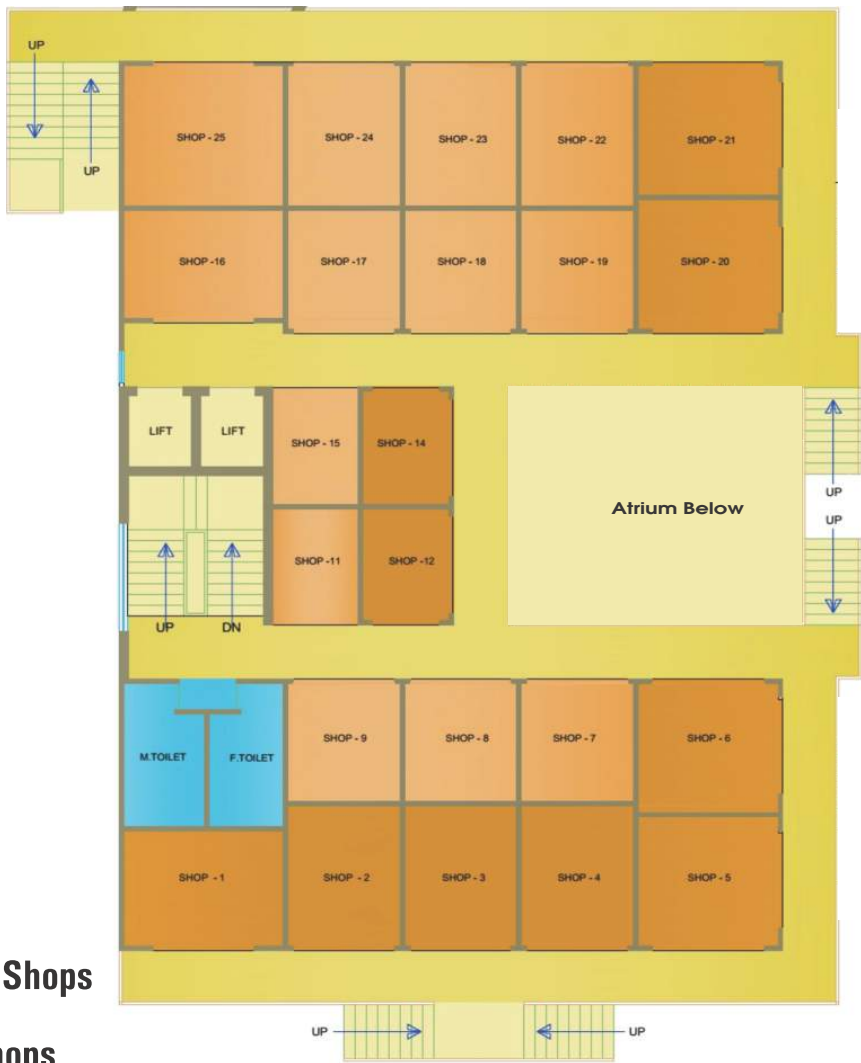 UP
UP
SHOP - 25
SHOP - 24
SHOP - 23
SHOP - 22
SHOP - 21
SHOP -16
SHOP -17
SHOP - 18
SHOP - 19
SHOP - 20
LIFT
LIFT
SHOP - 15
SHOP - 14
Atrium Below
UP
UP
SHOP -11
SHOP -12
UP
DN
M.TOILET
F.TOILET
SHOP - 9
SHOP - 8
SHOP - 7
SHOP - 6
SHOP - 1
SHOP - 2
SHOP - 3
SHOP - 4
SHOP - 5
Shops
UP
UP